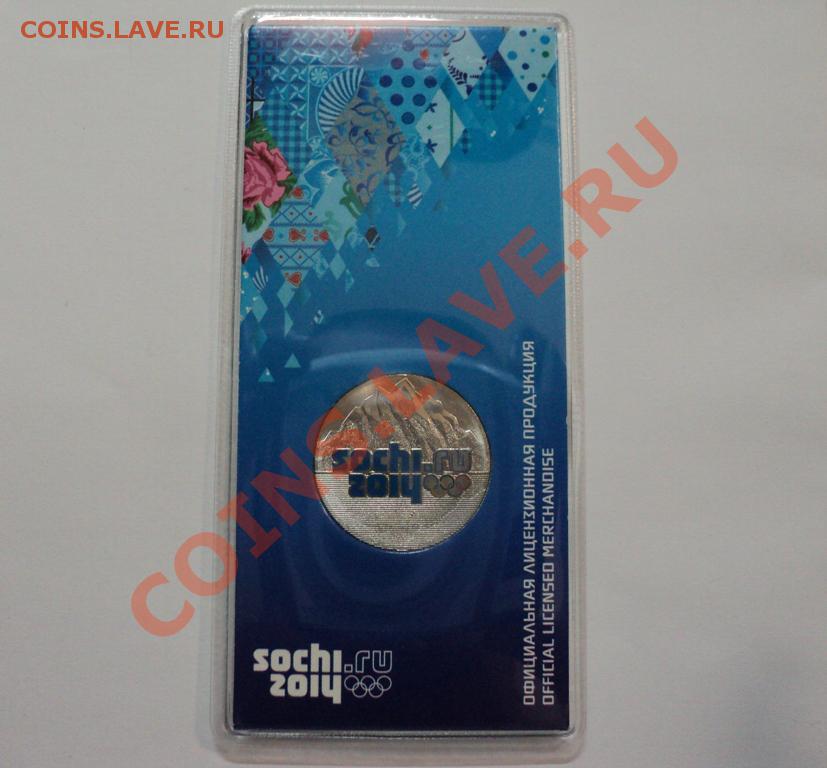 COINS.LAVE.RU
COINS.LAVE.RU
sochi.ru
2014
sochi.ru
2014
ОФИЦИАЛЬНАЯ ЛИЦЕНЗИОННАЯ ПРОДУКЦИЯ
OFFICIAL LICENSED MERCHANDISE